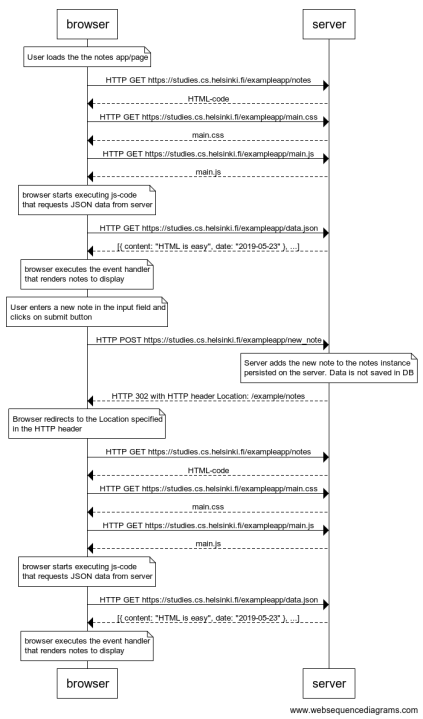 browser
server
User loads the the notes app/page
HTTP GET https://studies.cs.helsinki.fi/exampleapp/notes
HTML-code
HTTP GET https://studies.cs.helsinki.fi/exampleapp/main.css
main.css
HTTP GET https://studies.cs.helsinki.fi/exampleapp/main.js
main.js
browser starts executing js-code
that requests JSON data from server
HTTP GET https://studies.cs.helsinki.fi/exampleapp/data.json
[{ content: "HTML is easy", date: "2019-05-23" }, ...]
browser executes the event handler
that renders notes to display
User enters a new note in the input field and
clicks on submit button
HTTP POST https://studies.cs.helsinki.fi/exampleapp/new_note
Server adds the new note to the notes instance
persisted on the server. Data is not saved in DB
HTTP 302 with HTTP header Location: /example/notes
Browser redirects to the Location specified
in the HTTP header
HTTP GET https://studies.cs.helsinki.fi/exampleapp/notes
HTML-code
HTTP GET https://studies.cs.helsinki.fi/exampleapp/main.css
main.css
HTTP GET https://studies.cs.helsinki.fi/exampleapp/main.js
main.js
browser starts executing js-code
that requests JSON data from server
HTTP GET https://studies.cs.helsinki.fi/exampleapp/data.json
[{ content: "HTML is easy", date: "2019-05-23" }, ...]
browser executes the event handler
that renders notes to display
browser
server
www.websequencediagrams.com